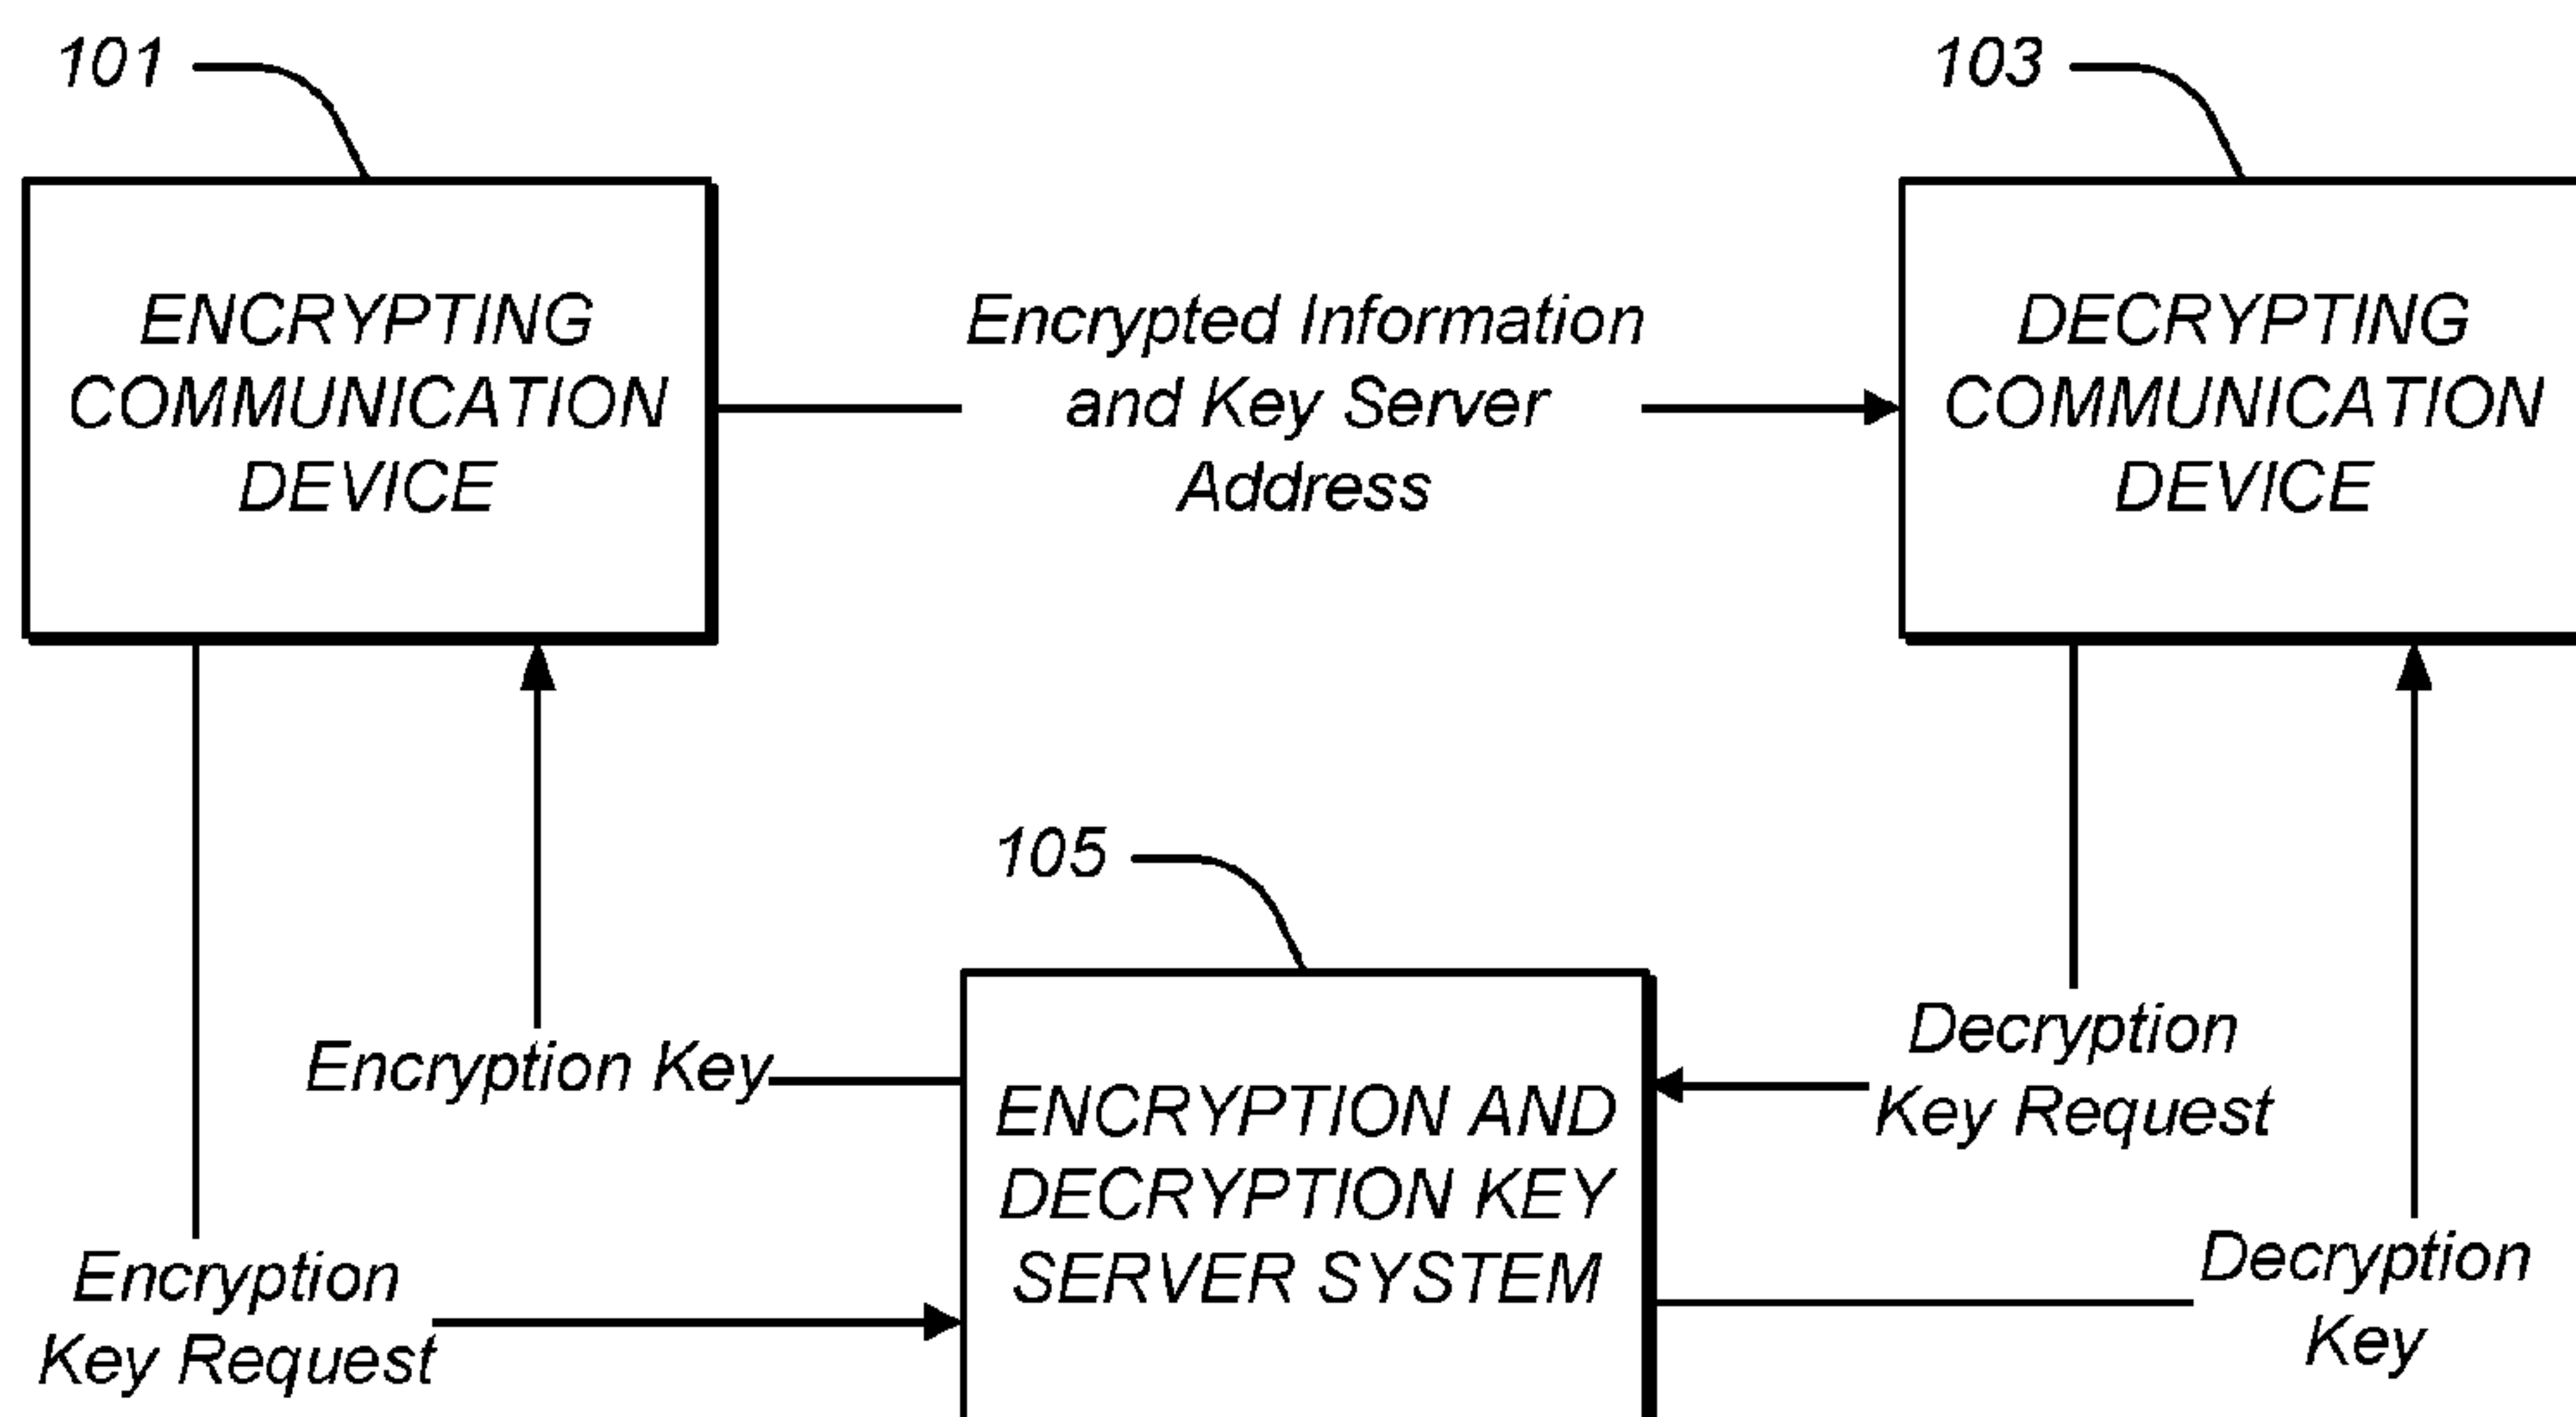 101
103
ENCRYPTING
COMMUNICATION
DEVICE
Encrypted Information
and Key Server
Address
DECRYPTING
COMMUNICATION
DEVICE
105
Encryption Key
ENCRYPTION AND
DECRYPTION KEY
SERVER SYSTEM
Decryption
Key Request
Encryption
Key Request
Decryption
Key